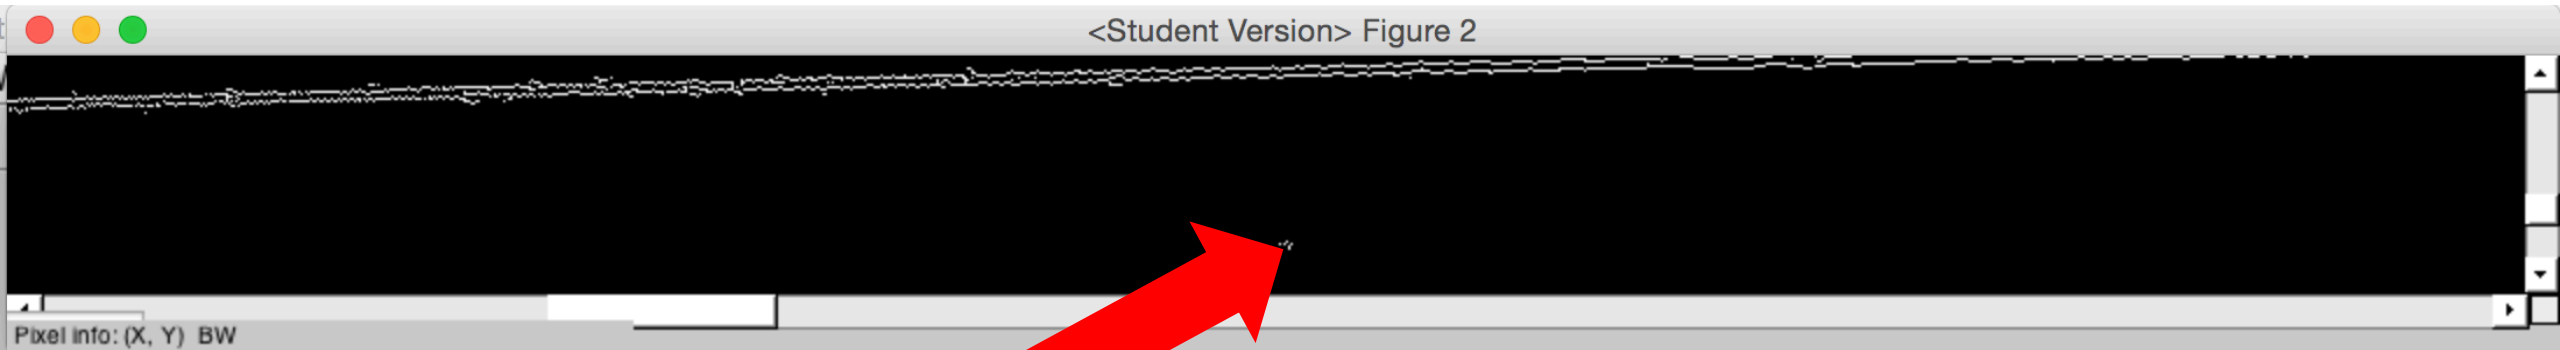 <Student Version> Figure 2
Pixel info: (X, Y) BW